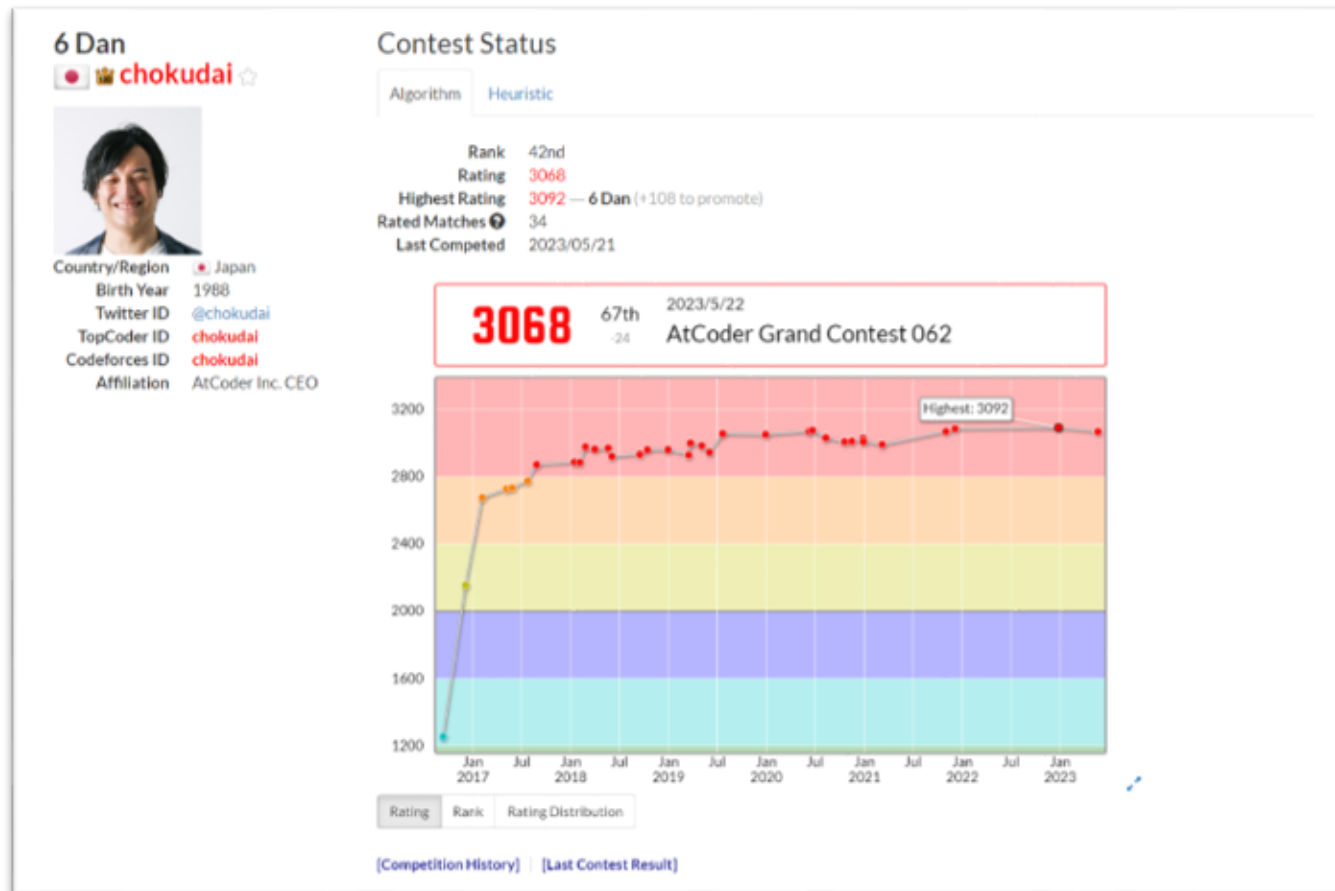 6 Dan
chokudai
Country/Region Japan
Birth Year 1988
Twitter ID @chokudai
TopCoder ID chokudai
Codeforces ID chokudai
Affiliation AtCoder Inc. CEO
Contest Status
Algorithm Heuristic
Rank 42nd
Rating 3068
Highest Rating 3092 — 6 Dan (+108 to promote)
Rated Matches ? 34
Last Competed 2023/05/21
3068 67th -24 2023/5/22
AtCoder Grand Contest 062
Highest: 3092
3200
2800
2400
2000
1600
1200
Jan 2017 Jul Jan 2018 Jul Jan 2019 Jul Jan 2020 Jul Jan 2021 Jul Jan 2022 Jul Jan 2023
Rating Rank Rating Distribution
[Competition History] [Last Contest Result]